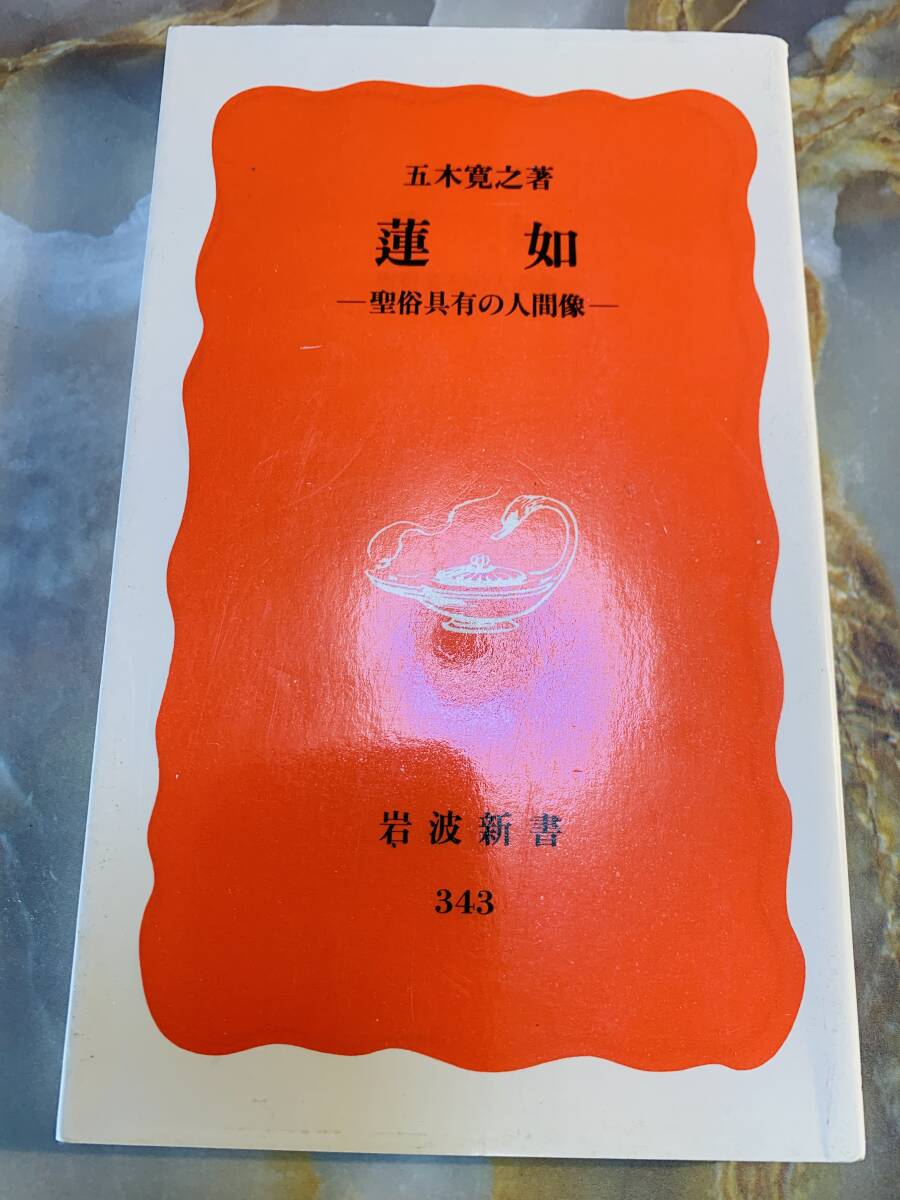 五木寛之著
蓮 如
―聖俗具有の人間像―
岩波新書
343